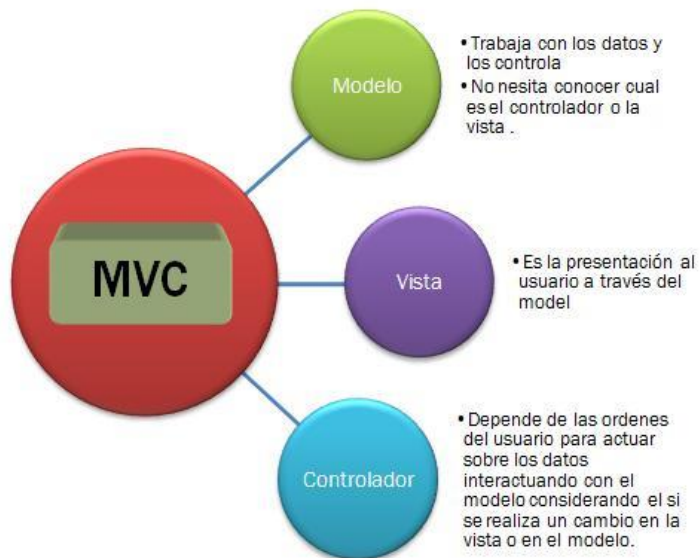 Modelo
• Trabaja con los datos y
los controla
• No nesita conocer cual
es el controlador o la
vista .
MVC
Vista
• Es la presentación al
usuario a través del
model
Controlador
• Depende de las ordenes
del usuario para actuar
sobre los datos
interactuando con el
modelo considerando el si
se realiza un cambio en la
vista o en el modelo.